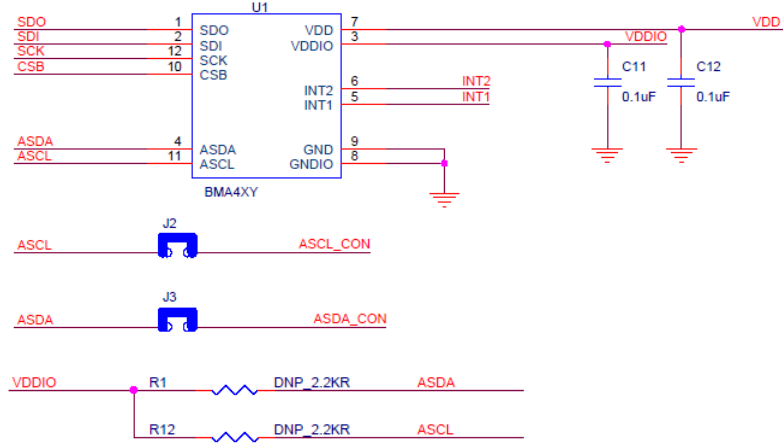 U1
SDO 1 SDO VDD 7 VDD
SDI 2 SDI VDDIO 3 VDDIO
SCK 12 SCK
CSB 10 CSB
C11 C12
INT2 6 INT2
0.1uF 0.1uF
INT1 5 INT1
ASDA 4 ASDA GND 9
ASCL 11 ASCL GNDIO 8
BMA4XY
J2
ASCL ASCL_CON
J3
ASDA ASDA_CON
VDDIO R1 DNP_2.2KR ASDA
R12 DNP_2.2KR ASCL